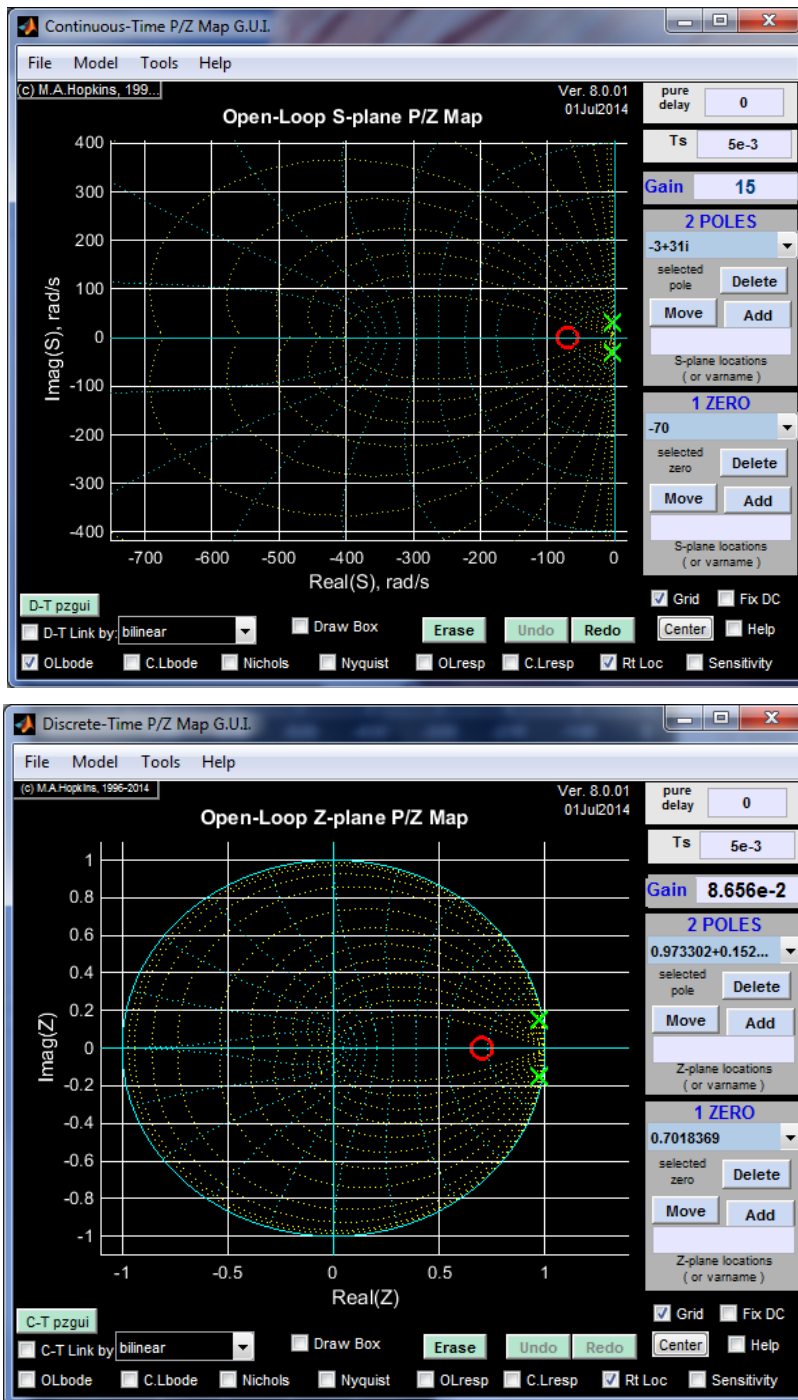 Continuous-Time P/Z Map G.U.I.
File Model Tools Help
(c) M.A.Hopkins, 199...
Ver. 8.0.01
01Jul2014
Open-Loop S-plane P/Z Map
400
300
200
100
0
-100
-200
-300
-400
Imag(S), rad/s
-700 -600 -500 -400 -300 -200 -100 0
Real(S), rad/s
pure delay 0
Ts 5e-3
Gain 15
2 POLES
-3+31i
selected pole Delete
Move Add
S-plane locations
( or varname )
1 ZERO
-70
selected zero Delete
Move Add
S-plane locations
( or varname )
D-T pzgui
Grid Fix DC
D-T Link by: bilinear Draw Box Erase Undo Redo Center Help
OLbode C.Lbode Nichols Nyquist OLresp C.Lresp Rt Loc Sensitivity
Discrete-Time P/Z Map G.U.I.
File Model Tools Help
(c) M.A.Hopkins, 1996-2014
Ver. 8.0.01
01Jul2014
Open-Loop Z-plane P/Z Map
1
0.8
0.6
0.4
0.2
0
-0.2
-0.4
-0.6
-0.8
-1
Imag(Z)
-1 -0.5 0 0.5 1
Real(Z)
pure delay 0
Ts 5e-3
Gain 8.656e-2
2 POLES
0.973302+0.152...
selected pole Delete
Move Add
Z-plane locations
( or varname )
1 ZERO
0.7018369
selected zero Delete
Move Add
Z-plane locations
( or varname )
C-T pzgui
Grid Fix DC
C-T Link by bilinear Draw Box Erase Undo Redo Center Help
OLbode C.Lbode Nichols Nyquist OLresp C.Lresp Rt Loc Sensitivity